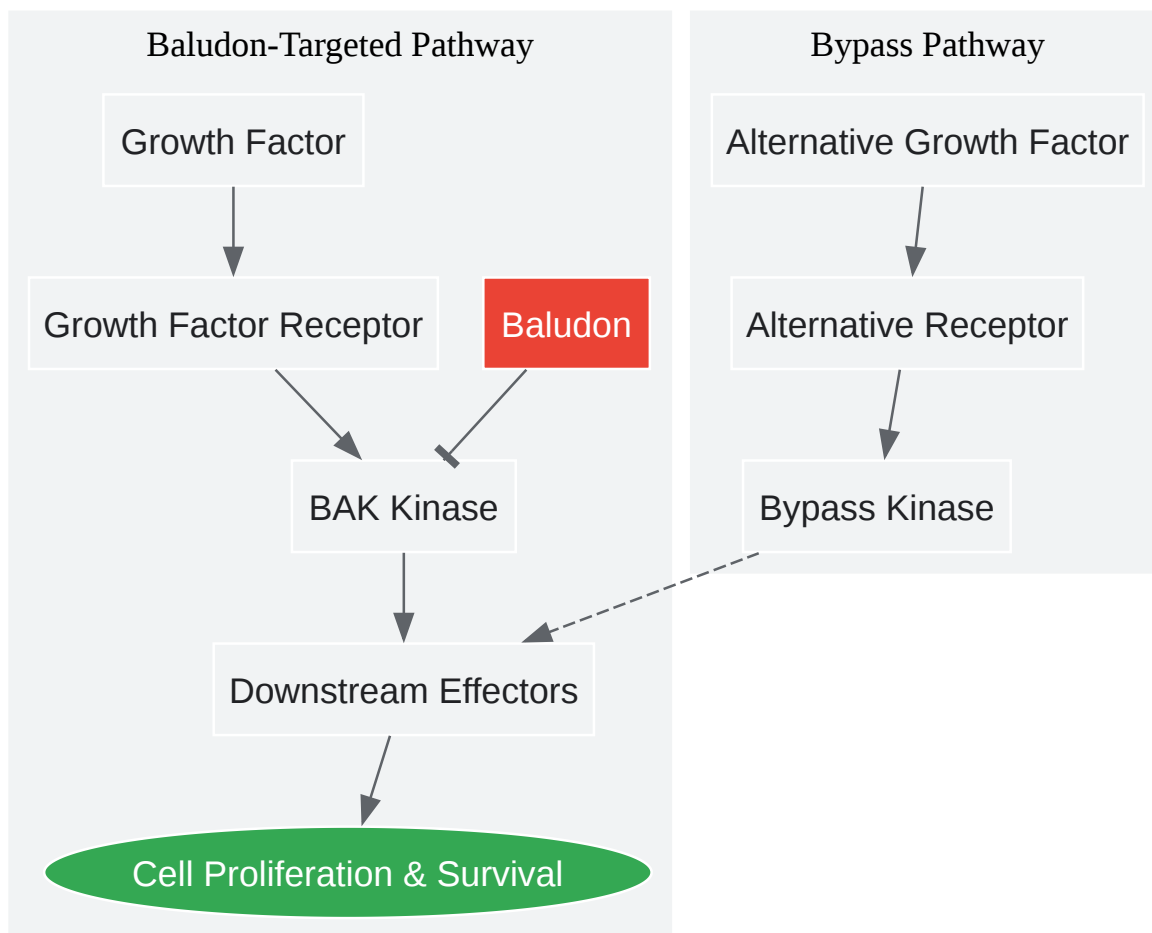 Baludon-Targeted Pathway
Growth Factor
Growth Factor Receptor
Baludon
BAK Kinase
Downstream Effectors
Cell Proliferation & Survival
Bypass Pathway
Alternative Growth Factor
Alternative Receptor
Bypass Kinase